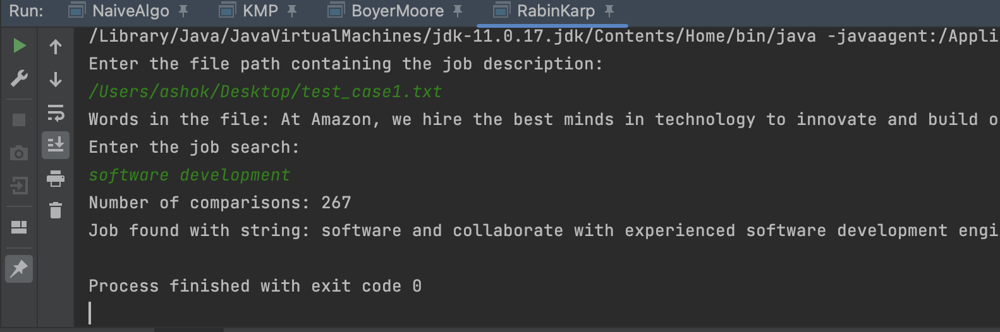 Run: NaiveAlgo KMP BoyerMoore RabinKarp
/Library/Java/JavaVirtualMachines/jdk-11.0.17.jdk/Contents/Home/bin/java -javaagent:/Appli
Enter the file path containing the job description:
/Users/ashok/Desktop/test_case1.txt
Words in the file: At Amazon, we hire the best minds in technology to innovate and build o
Enter the job search:
software development
Number of comparisons: 267
Job found with string: software and collaborate with experienced software development engi
Process finished with exit code 0